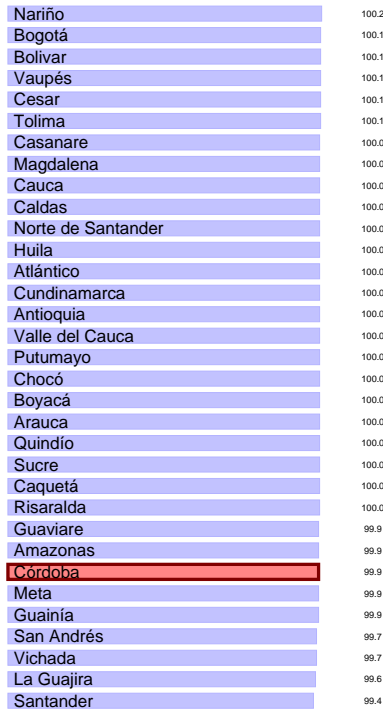 Nariño 100.2
Bogotá 100.1
Bolivar 100.1
Vaupés 100.1
Cesar 100.1
Tolima 100.1
Casanare 100.0
Magdalena 100.0
Cauca 100.0
Caldas 100.0
Norte de Santander 100.0
Huila 100.0
Atlántico 100.0
Cundinamarca 100.0
Antioquia 100.0
Valle del Cauca 100.0
Putumayo 100.0
Chocó 100.0
Boyacá 100.0
Arauca 100.0
Quindío 100.0
Sucre 100.0
Caquetá 100.0
Risaralda 100.0
Guaviare 99.9
Amazonas 99.9
Córdoba 99.9
Meta 99.9
Guainía 99.9
San Andrés 99.7
Vichada 99.7
La Guajira 99.6
Santander 99.4